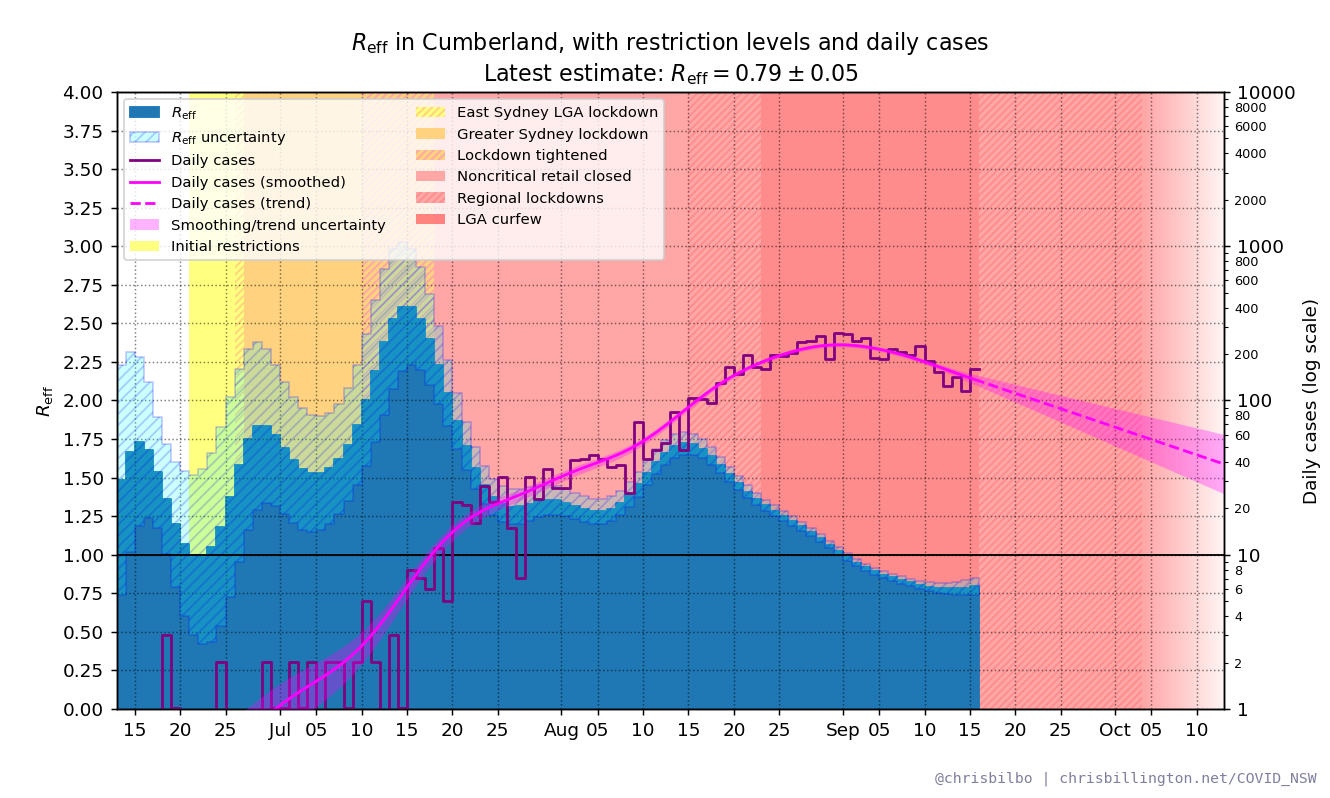 Reff in Cumberland, with restriction levels and daily cases
Latest estimate: Reff = 0.79 ± 0.05
Reff
Reff uncertainty
Daily cases
Daily cases (smoothed)
Daily cases (trend)
Smoothing/trend uncertainty
Initial restrictions
East Sydney LGA lockdown
Greater Sydney lockdown
Lockdown tightened
Noncritical retail closed
Regional lockdowns
LGA curfew
Reff
4.00
3.75
3.50
3.25
3.00
2.75
2.50
2.25
2.00
1.75
1.50
1.25
1.00
0.75
0.50
0.25
0.00
10000
8000
6000
4000
2000
1000
800
600
400
200
100
80
60
40
20
10
8
6
4
2
1
Daily cases (log scale)
15 20 25 Jul 05 10 15 20 25 Aug 05 10 15 20 25 Sep 05 10 15 20 25 Oct 05 10
@chrisbilbo | chrisbillington.net/COVID_NSW